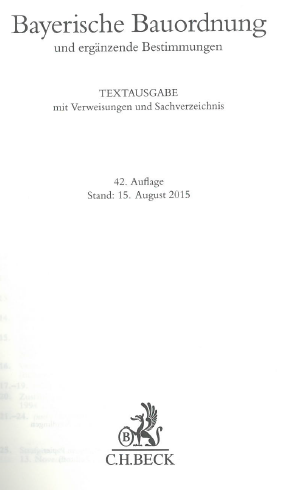 Bayerische Bauordnung
und ergänzende Bestimmungen
TEXTAUSGABE
mit Verweisungen und Sachverzeichnis
42. Auflage
Stand: 15. August 2015
B
C.H.BECK